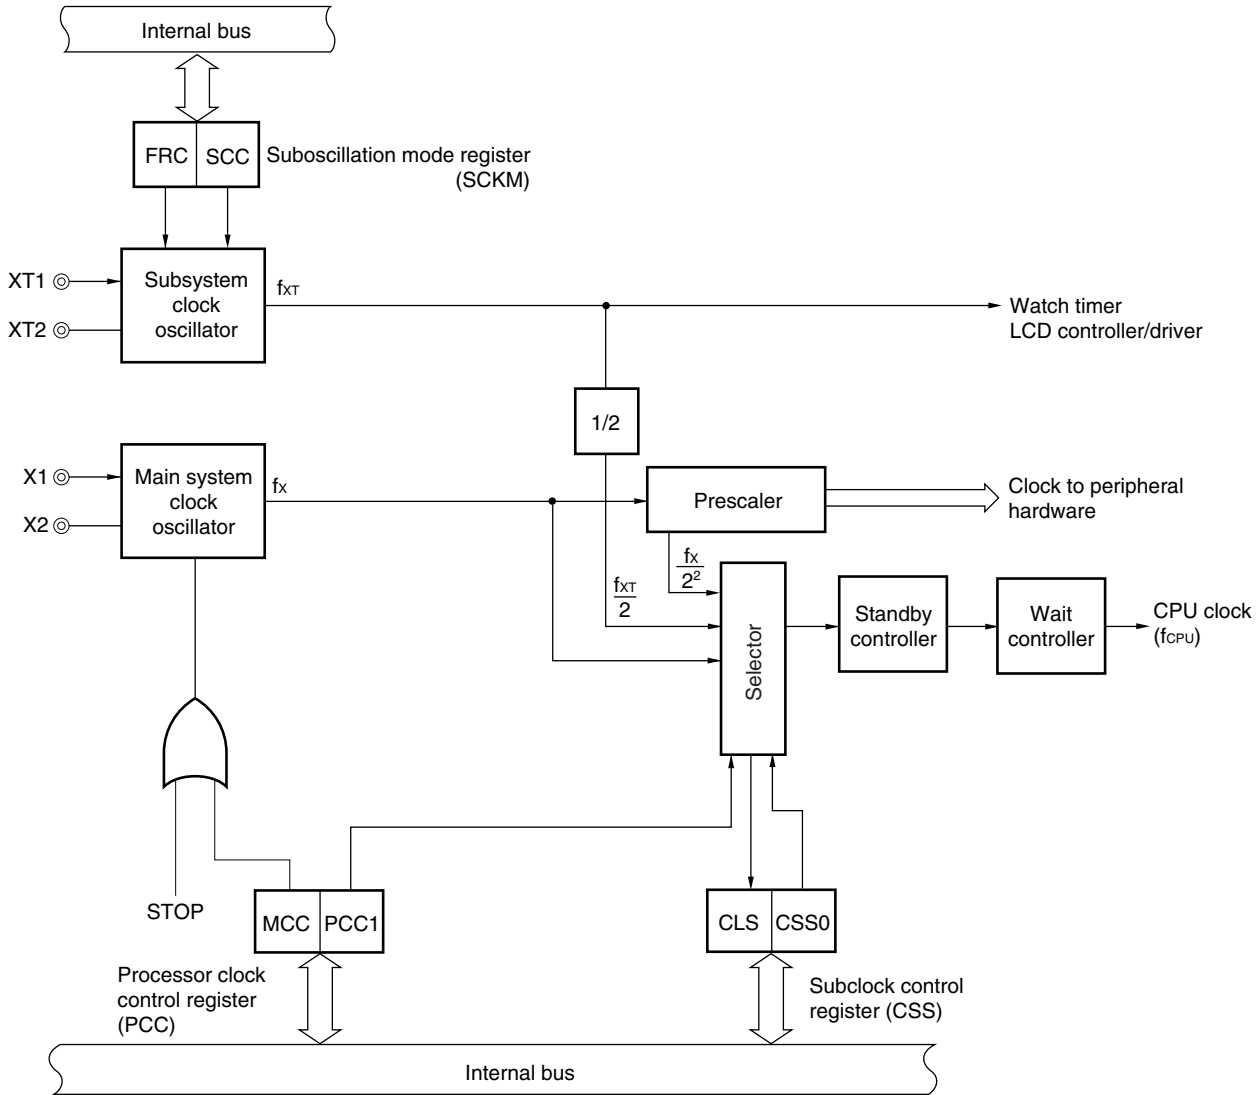 Internal bus
FRC
SCC
Suboscillation mode register
(SCKM)
XT1
XT2
Subsystem
clock
oscillator
fXT
Watch timer
LCD controller/driver
1/2
X1
X2
Main system
clock
oscillator
fX
Prescaler
Clock to peripheral
hardware
fX
2²
fXT
2
Selector
Standby
controller
Wait
controller
CPU clock
(fCPU)
STOP
MCC
PCC1
CLS
CSS0
Processor clock
control register
(PCC)
Subclock control
register (CSS)
Internal bus